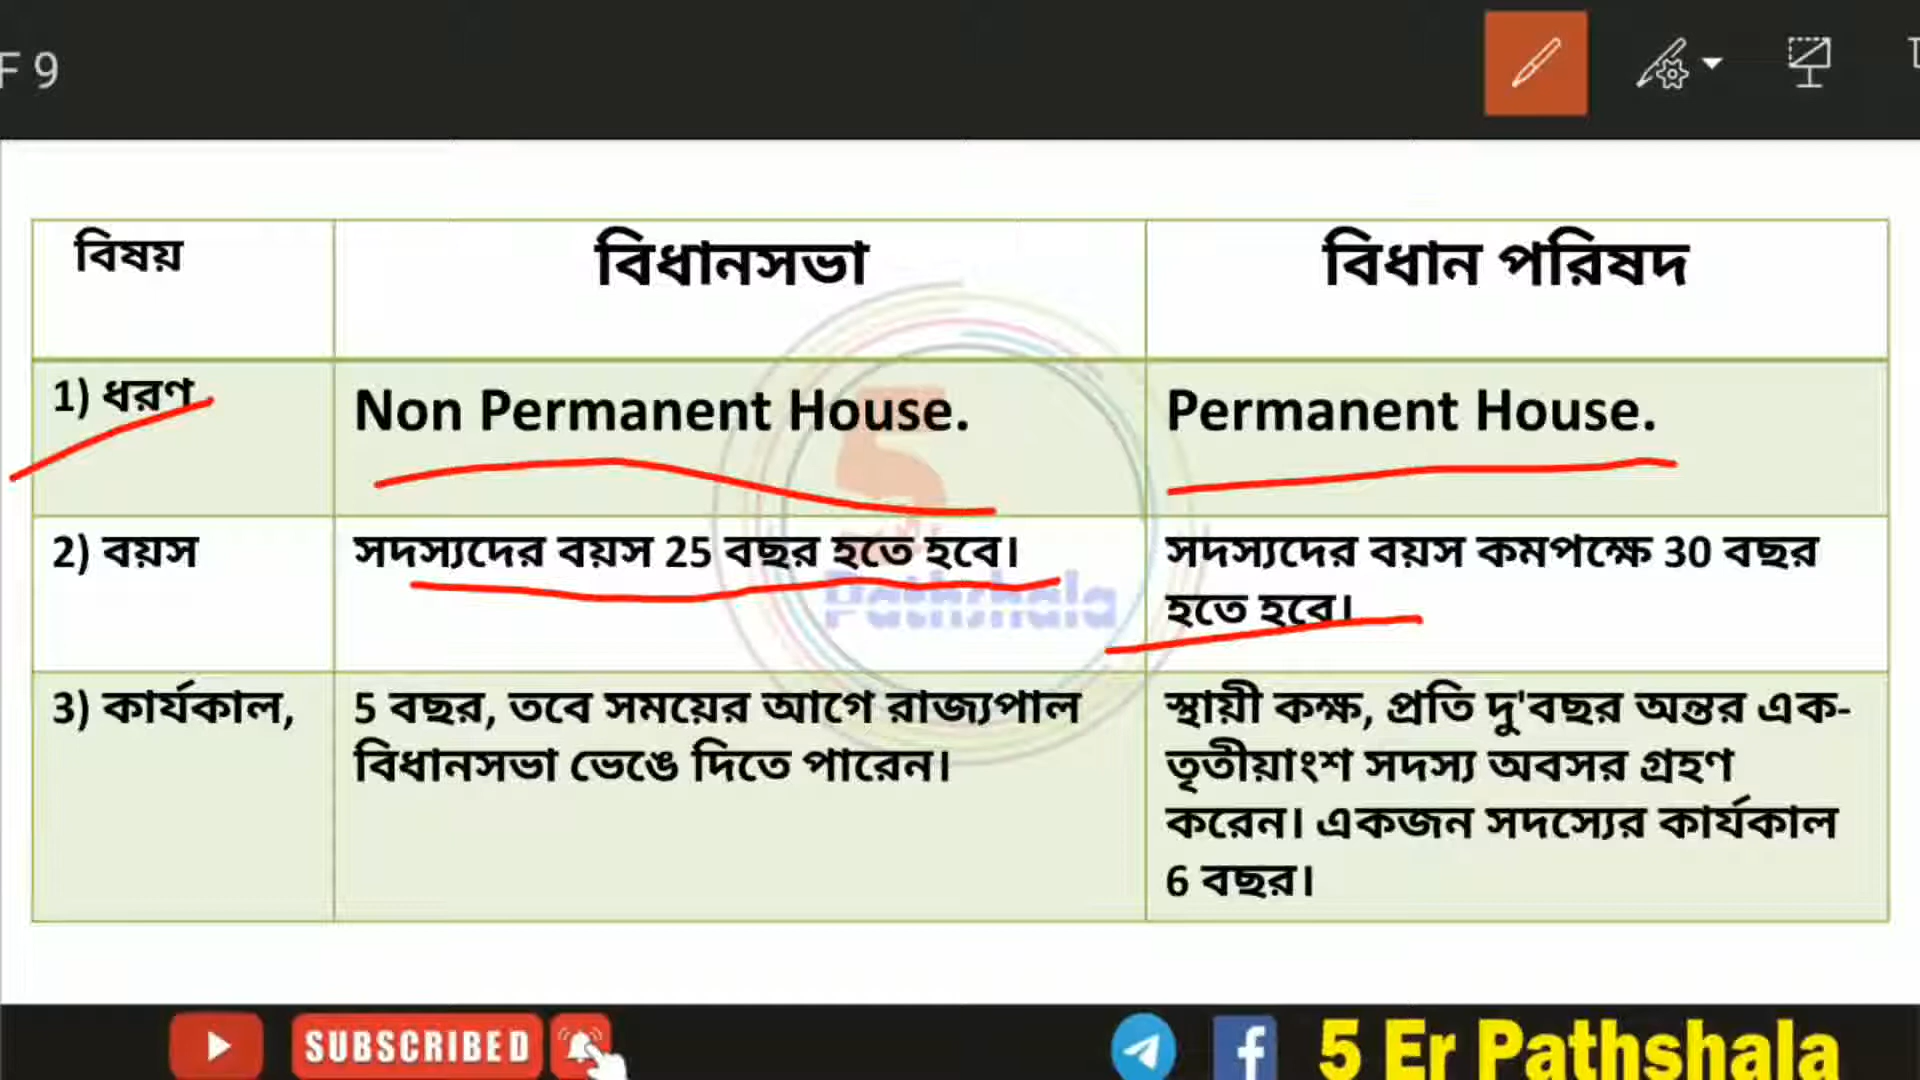 F 9
বিষয়
বিধানসভা
বিধান পরিষদ
1) ধরণ
Non Permanent House.
Permanent House.
2) বয়স
সদস্যদের বয়স 25 বছর হতে হবে।
সদস্যদের বয়স কমপক্ষে 30 বছর
হতে হবে।
3) কার্যকাল,
5 বছর, তবে সময়ের আগে রাজ্যপাল
বিধানসভা ভেঙে দিতে পারেন।
স্থায়ী কক্ষ, প্রতি দু'বছর অন্তর এক-
তৃতীয়াংশ সদস্য অবসর গ্রহণ
করেন। একজন সদস্যের কার্যকাল
6 বছর।
5
Pathshala
SUBSCRIBED
5 Er Pathshala